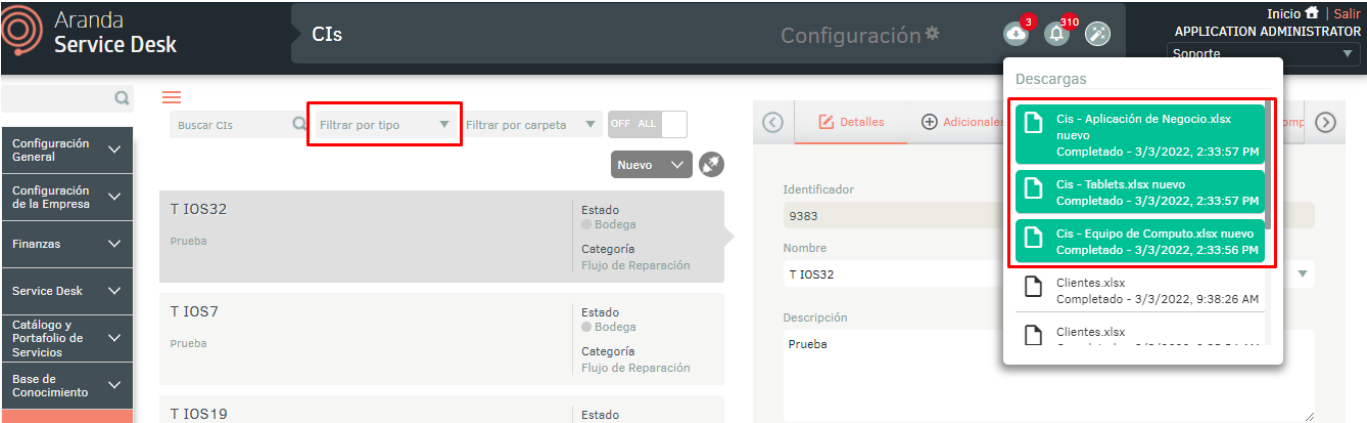 Aranda
Service Desk
CIs
Configuración
3
310
Inicio | Salir
APPLICATION ADMINISTRATOR
Soporte
Descargas
Cis - Aplicación de Negocio.xlsx
nuevo
Completado - 3/3/2022, 2:33:57 PM
Cis - Tablets.xlsx nuevo
Completado - 3/3/2022, 2:33:57 PM
Cis - Equipo de Computo.xlsx nuevo
Completado - 3/3/2022, 2:33:56 PM
Clientes.xlsx
Completado - 3/3/2022, 9:38:26 AM
Clientes.xlsx
Configuración
General
Configuración
de la Empresa
Finanzas
Service Desk
Catálogo y
Portafolio de
Servicios
Base de
Conocimiento
Buscar CIs
Filtrar por tipo
Filtrar por carpeta
OFF ALL
Nuevo
T IOS32
Prueba
Estado
Bodega
Categoría
Flujo de Reparación
T IOS7
Prueba
Estado
Bodega
Categoría
Flujo de Reparación
T IOS19
Estado
Detalles
Adicionales
Identificador
9383
Nombre
T IOS32
Descripción
Prueba